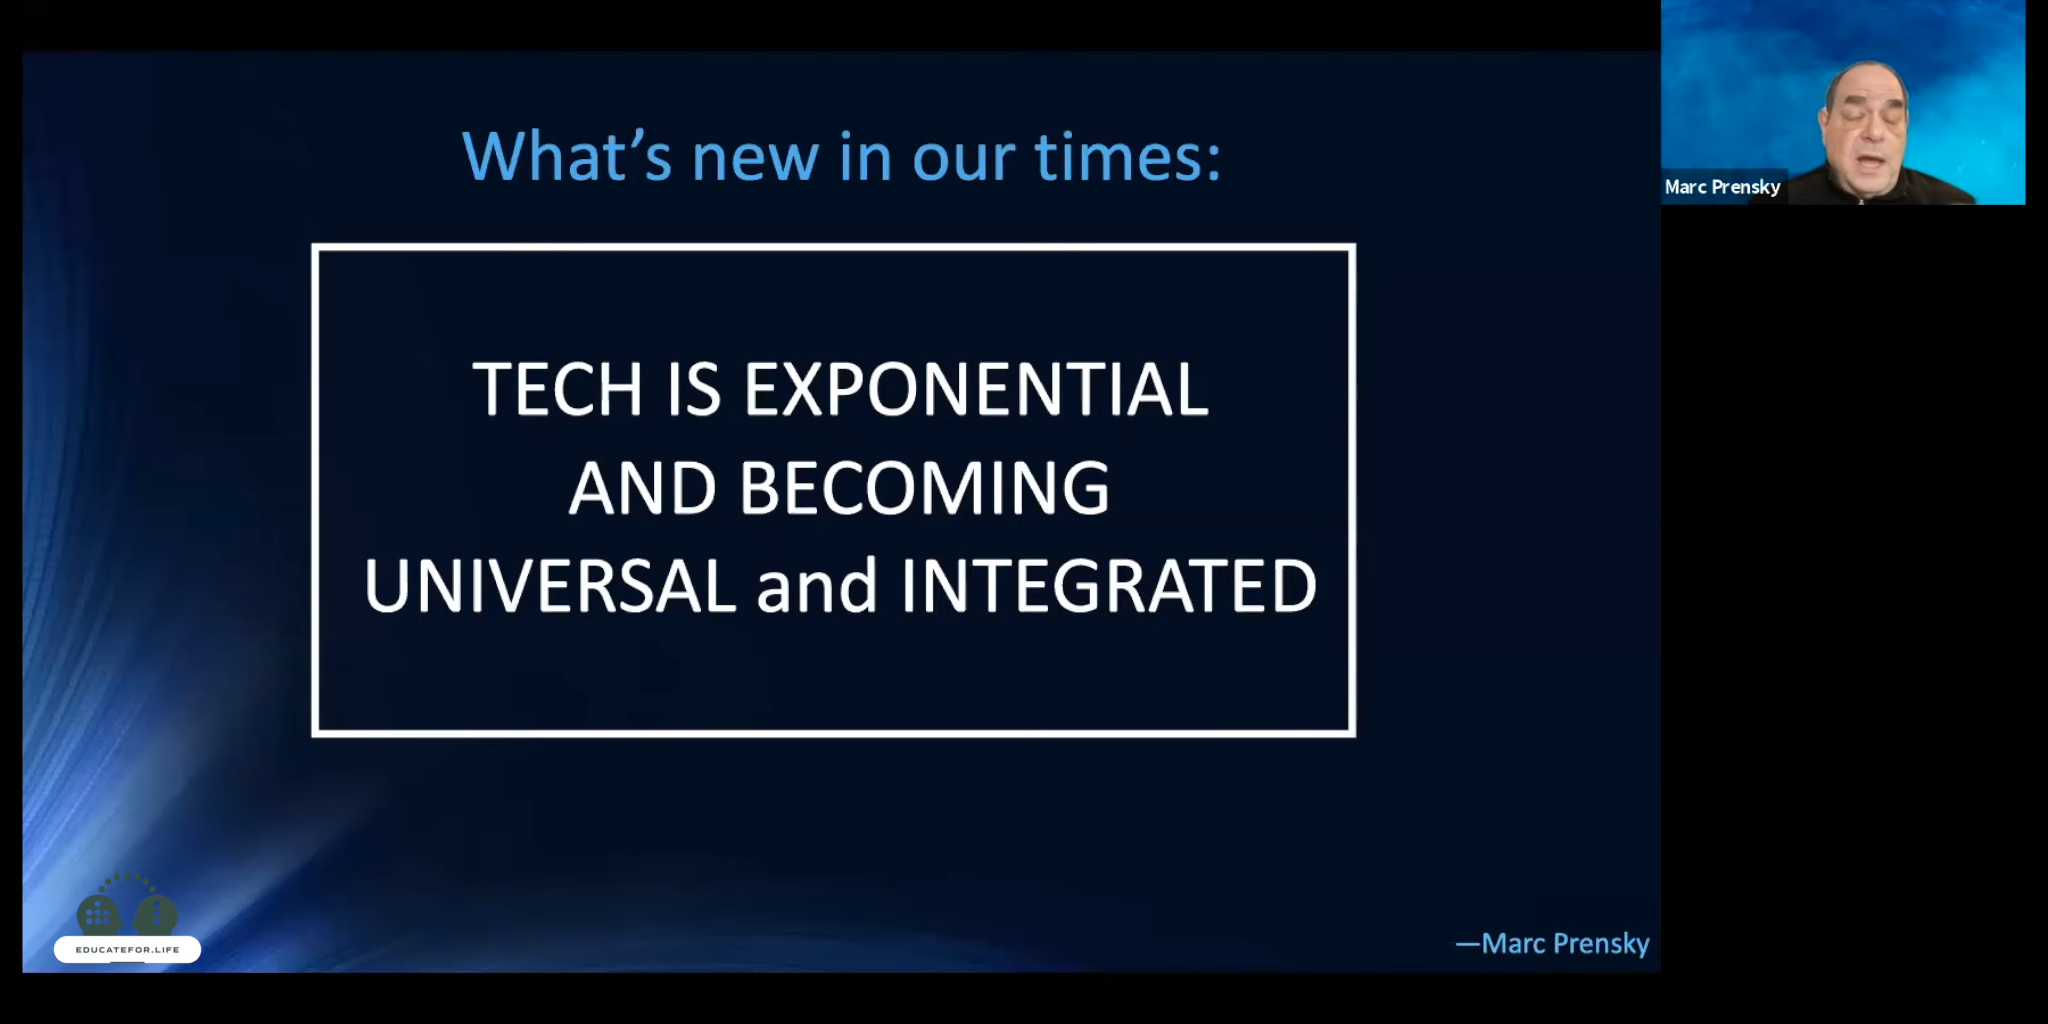 What's new in our times:
TECH IS EXPONENTIAL
AND BECOMING
UNIVERSAL and INTEGRATED
EDUCATEFOR.LIFE
—Marc Prensky
Marc Prensky